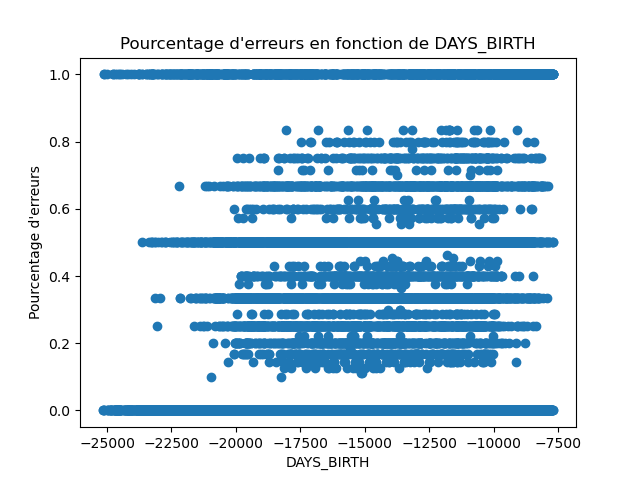 Pourcentage d'erreurs en fonction de DAYS_BIRTH
Pourcentage d'erreurs
1.0
0.8
0.6
0.4
0.2
0.0
−25000 −22500 −20000 −17500 −15000 −12500 −10000 −7500
DAYS_BIRTH